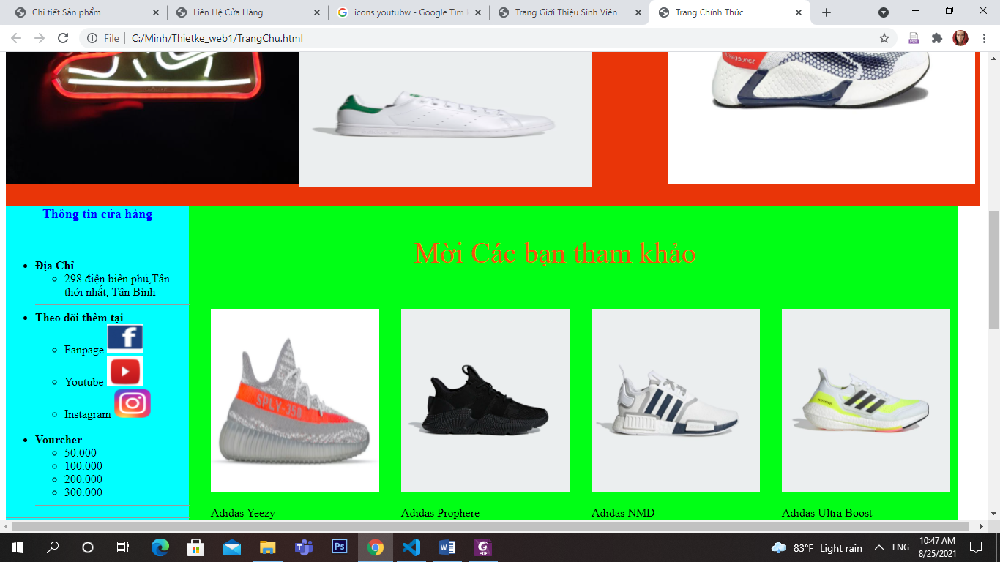 Chi tiết Sản phẩm
Liên Hệ Cửa Hàng
icons youtubw - Google Tìm
Trang Giới Thiệu Sinh Viên
Trang Chính Thức
File
C:/Minh/Thietke_web1/TrangChu.html
PDF
Thông tin cửa hàng
Địa Chỉ
298 điện biên phủ,Tân
thới nhất, Tân Bình
Theo dõi thêm tại
Fanpage
Youtube
Instagram
Vourcher
50.000
100.000
200.000
300.000
Mời Các bạn tham khảo
SPLY-350
Adidas Yeezy
Adidas Prophere
Adidas NMD
Adidas Ultra Boost
Ps
PDF
83°F Light rain
ENG
10:47 AM
8/25/2021